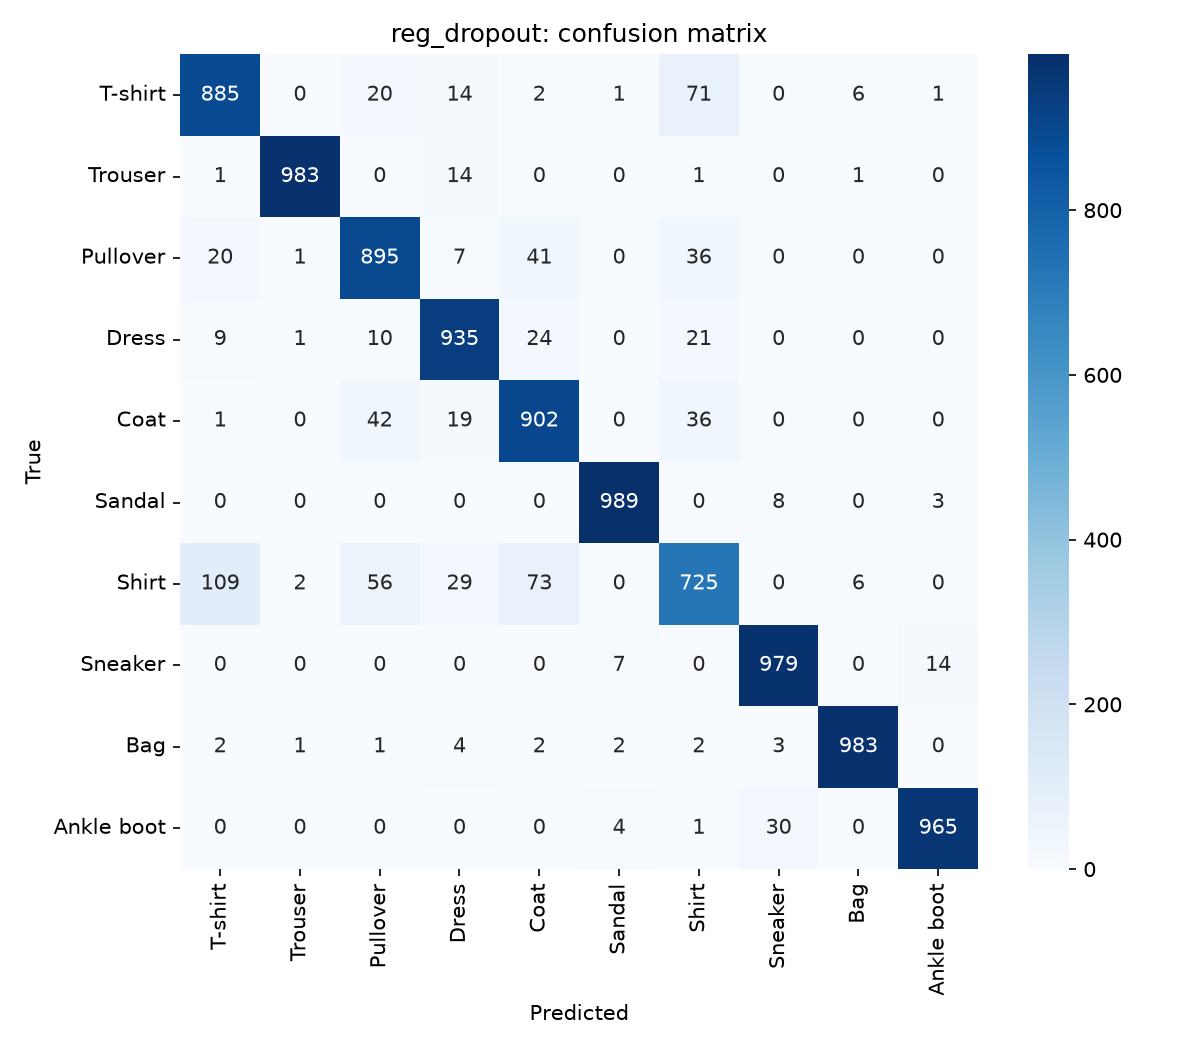 reg_dropout: confusion matrix
T-shirt 885 0 20 14 2 1 71 0 6 1
Trouser 1 983 0 14 0 0 1 0 1 0
Pullover 20 1 895 7 41 0 36 0 0 0
Dress 9 1 10 935 24 0 21 0 0 0
Coat 1 0 42 19 902 0 36 0 0 0
Sandal 0 0 0 0 0 989 0 8 0 3
Shirt 109 2 56 29 73 0 725 0 6 0
Sneaker 0 0 0 0 0 7 0 979 0 14
Bag 2 1 1 4 2 2 2 3 983 0
Ankle boot 0 0 0 0 0 4 1 30 0 965
T-shirt Trouser Pullover Dress Coat Sandal Shirt Sneaker Bag Ankle boot
Predicted
True
800
600
400
200
0